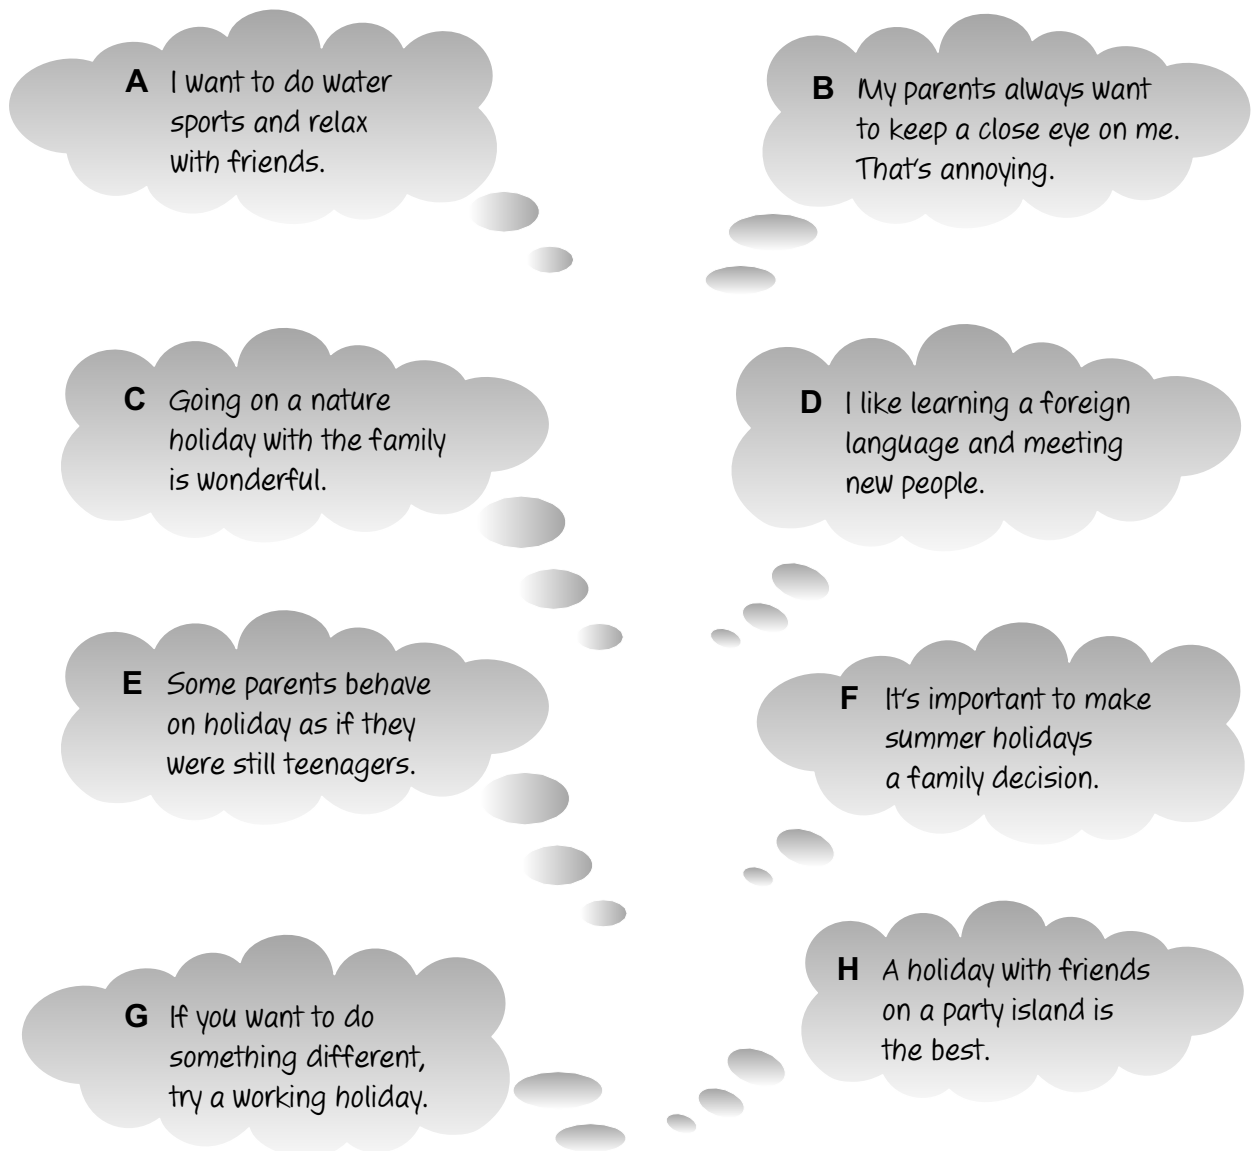 A I want to do water
sports and relax
with friends.
B My parents always want
to keep a close eye on me.
That's annoying.
C Going on a nature
holiday with the family
is wonderful.
D I like learning a foreign
language and meeting
new people.
E Some parents behave
on holiday as if they
were still teenagers.
F It's important to make
summer holidays
a family decision.
G If you want to do
something different,
try a working holiday.
H A holiday with friends
on a party island is
the best.